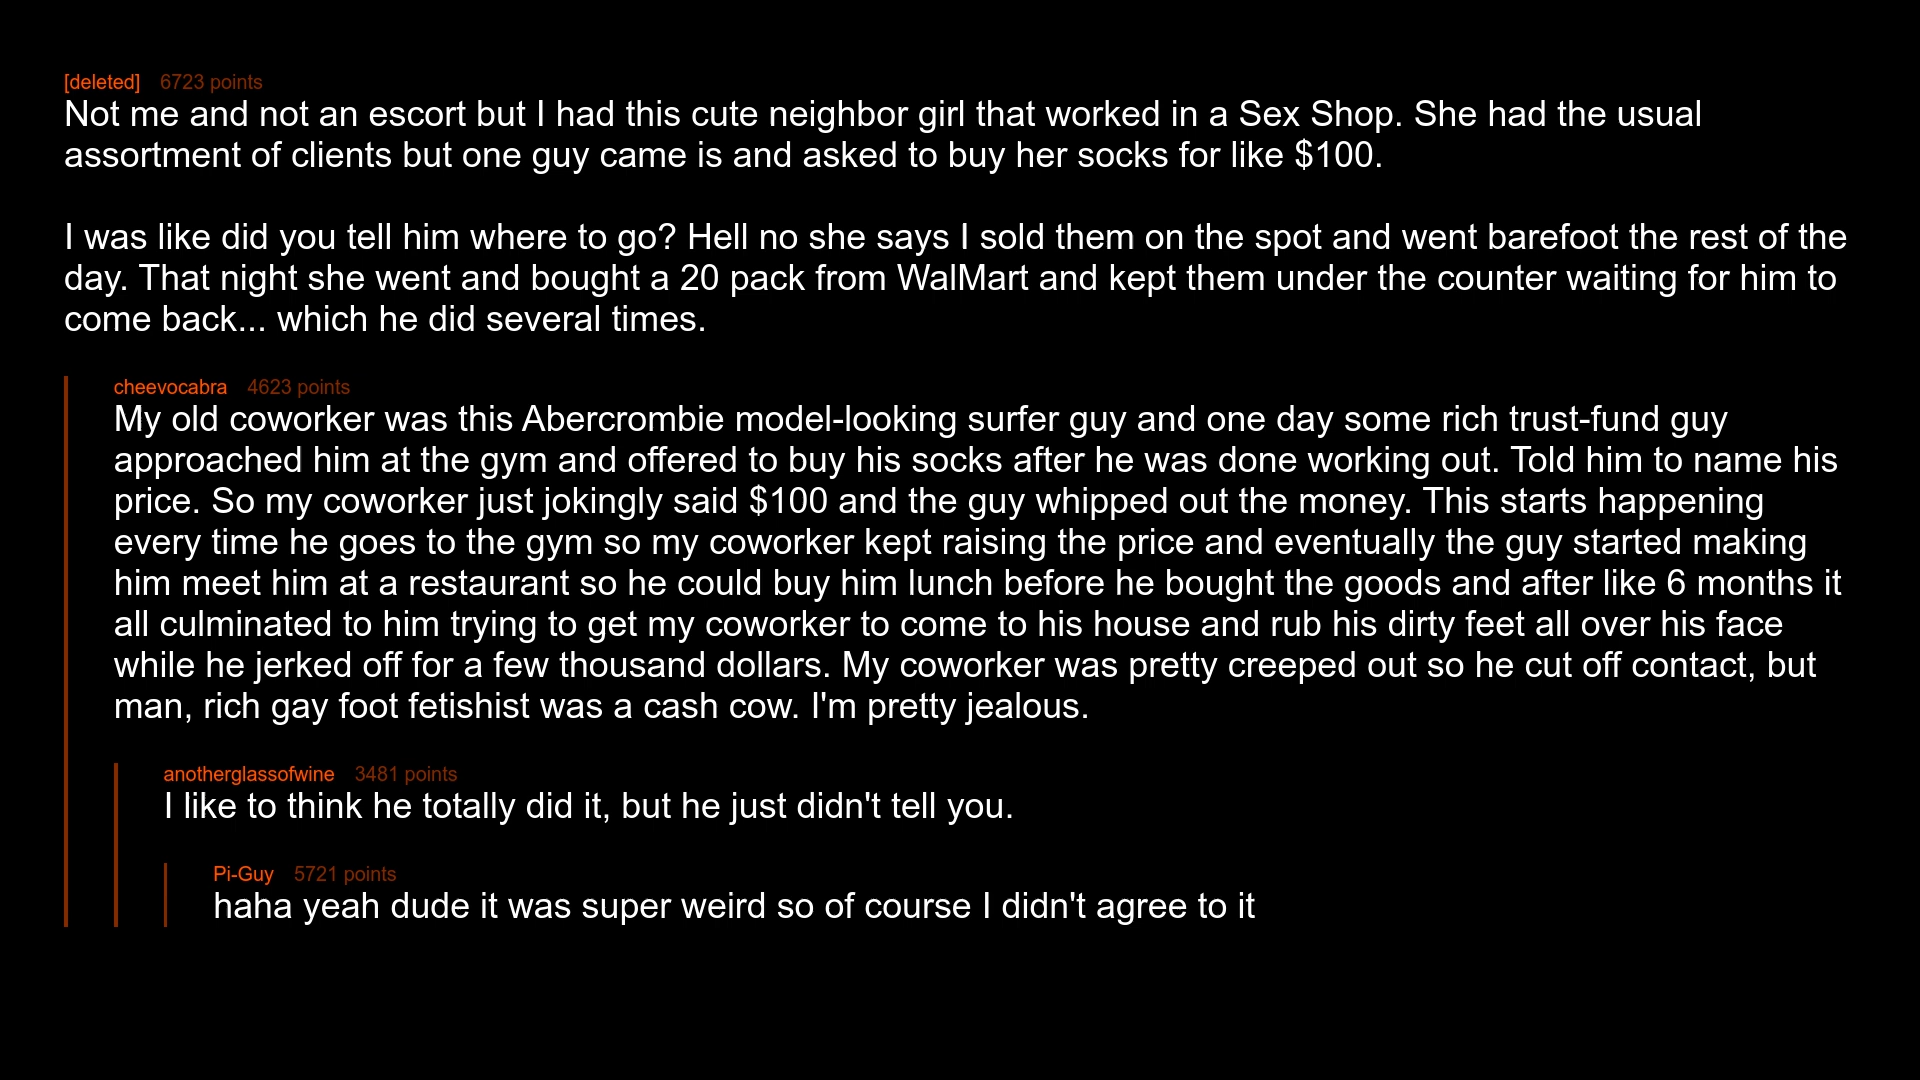 [deleted] 6723 points
Not me and not an escort but I had this cute neighbor girl that worked in a Sex Shop. She had the usual
assortment of clients but one guy came is and asked to buy her socks for like $100.
I was like did you tell him where to go? Hell no she says I sold them on the spot and went barefoot the rest of the
day. That night she went and bought a 20 pack from WalMart and kept them under the counter waiting for him to
come back... which he did several times.
cheevocabra 4623 points
My old coworker was this Abercrombie model-looking surfer guy and one day some rich trust-fund guy
approached him at the gym and offered to buy his socks after he was done working out. Told him to name his
price. So my coworker just jokingly said $100 and the guy whipped out the money. This starts happening
every time he goes to the gym so my coworker kept raising the price and eventually the guy started making
him meet him at a restaurant so he could buy him lunch before he bought the goods and after like 6 months it
all culminated to him trying to get my coworker to come to his house and rub his dirty feet all over his face
while he jerked off for a few thousand dollars. My coworker was pretty creeped out so he cut off contact, but
man, rich gay foot fetishist was a cash cow. I'm pretty jealous.
anotherglassofwine 3481 points
I like to think he totally did it, but he just didn't tell you.
Pi-Guy 5721 points
haha yeah dude it was super weird so of course I didn't agree to it